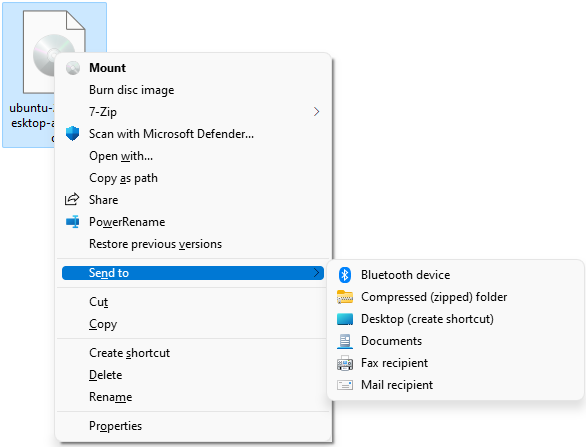 Mount
Burn disc image
7-Zip
Scan with Microsoft Defender...
Open with...
Copy as path
Share
PowerRename
Restore previous versions
Send to
Cut
Copy
Create shortcut
Delete
Rename
Properties
Bluetooth device
Compressed (zipped) folder
Desktop (create shortcut)
Documents
Fax recipient
Mail recipient
ubuntu-
esktop-a